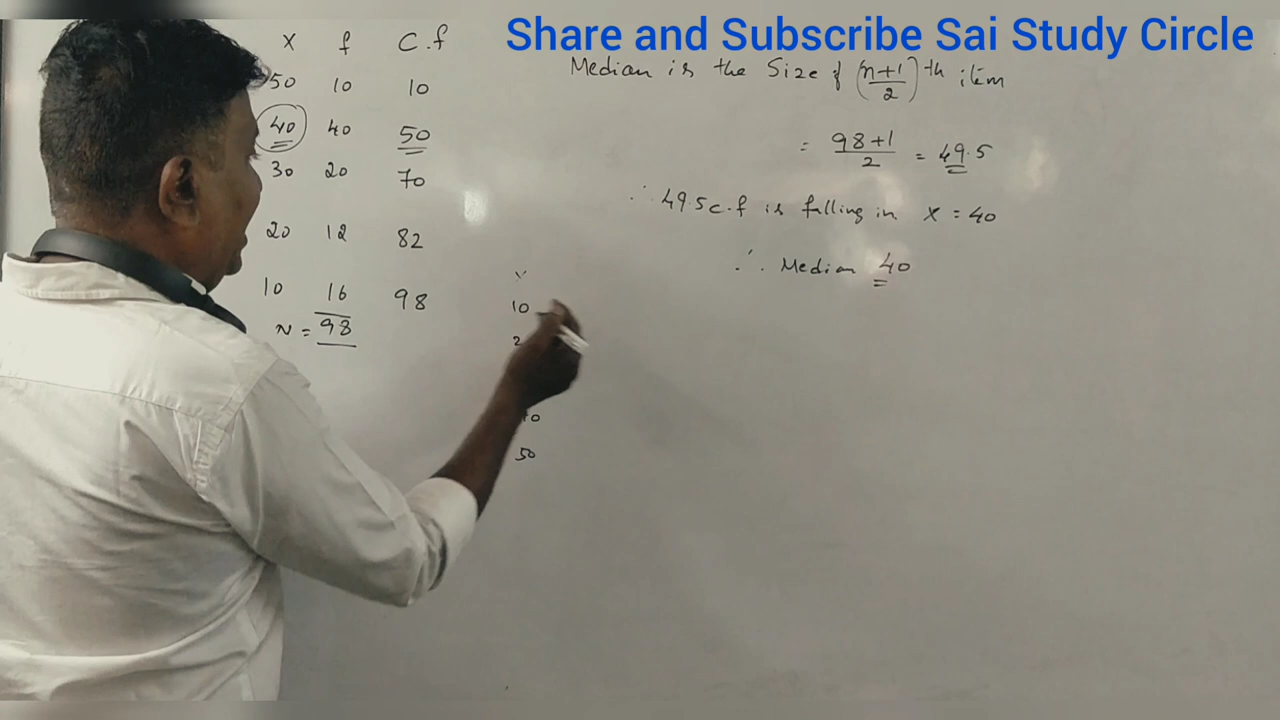 Share and Subscribe Sai Study Circle
x f C.f
50 10 10
40 40 50
30 20 70
20 12 82
10 16 98
N = 98
Median is the Size of (n+1/2)th item
= 98+1/2 = 49.5
∴ 49.5 c.f is falling in x = 40
∴ Median 40
x
10
2
40
50